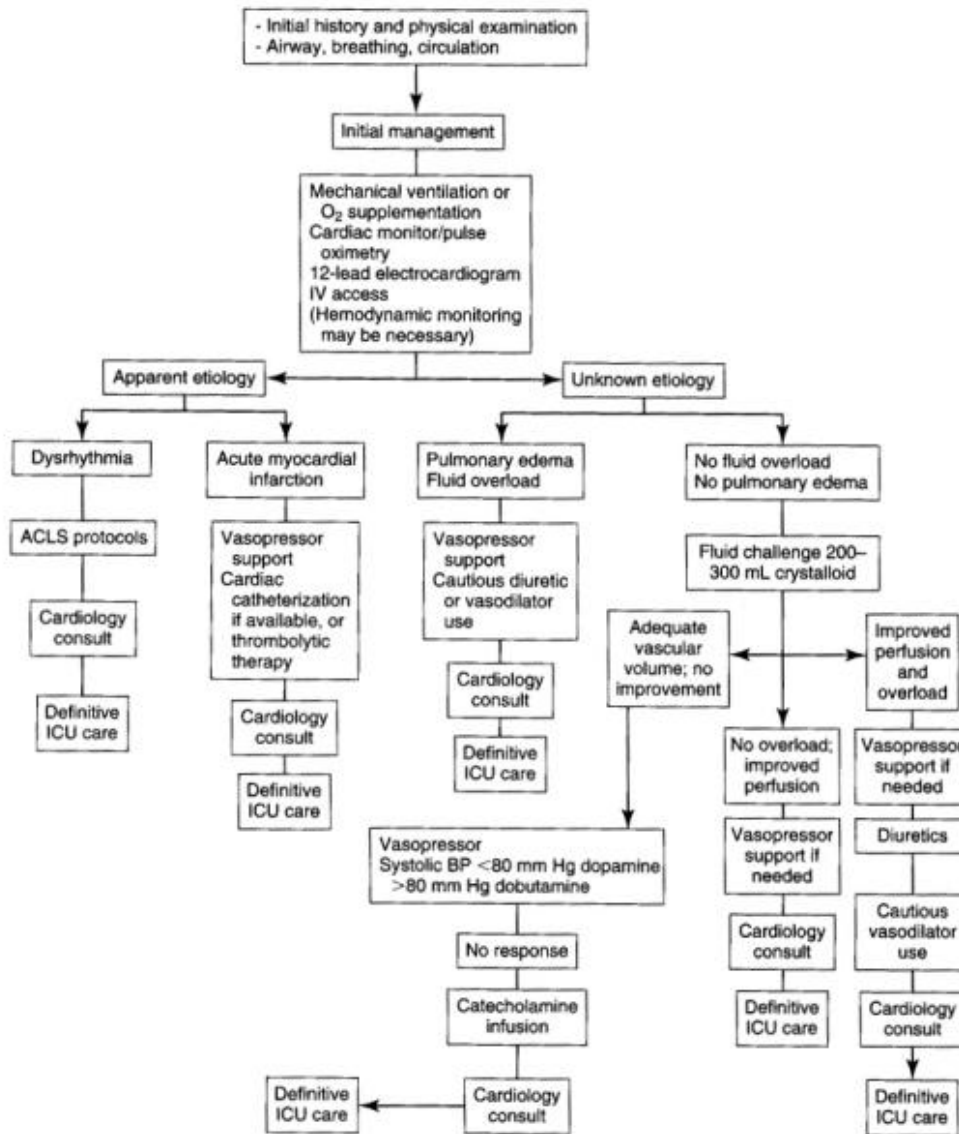 - Initial history and physical examination
- Airway, breathing, circulation
Initial management
Mechanical ventilation or
O₂ supplementation
Cardiac monitor/pulse
oximetry
12-lead electrocardiogram
IV access
(Hemodynamic monitoring
may be necessary)
Apparent etiology
Unknown etiology
Dysrhythmia
ACLS protocols
Cardiology
consult
Definitive
ICU care
Acute myocardial
infarction
Vasopressor
support
Cardiac
catheterization
if available, or
thrombolytic
therapy
Cardiology
consult
Definitive
ICU care
Pulmonary edema
Fluid overload
Vasopressor
support
Cautious diuretic
or vasodilator
use
Cardiology
consult
Definitive
ICU care
No fluid overload
No pulmonary edema
Fluid challenge 200–
300 mL crystalloid
Adequate
vascular
volume; no
improvement
Vasopressor
Systolic BP <80 mm Hg dopamine
>80 mm Hg dobutamine
No response
Catecholamine
infusion
Cardiology
consult
Definitive
ICU care
No overload;
improved
perfusion
Vasopressor
support if
needed
Cardiology
consult
Definitive
ICU care
Improved
perfusion
and
overload
Vasopressor
support if
needed
Diuretics
Cautious
vasodilator
use
Cardiology
consult
Definitive
ICU care